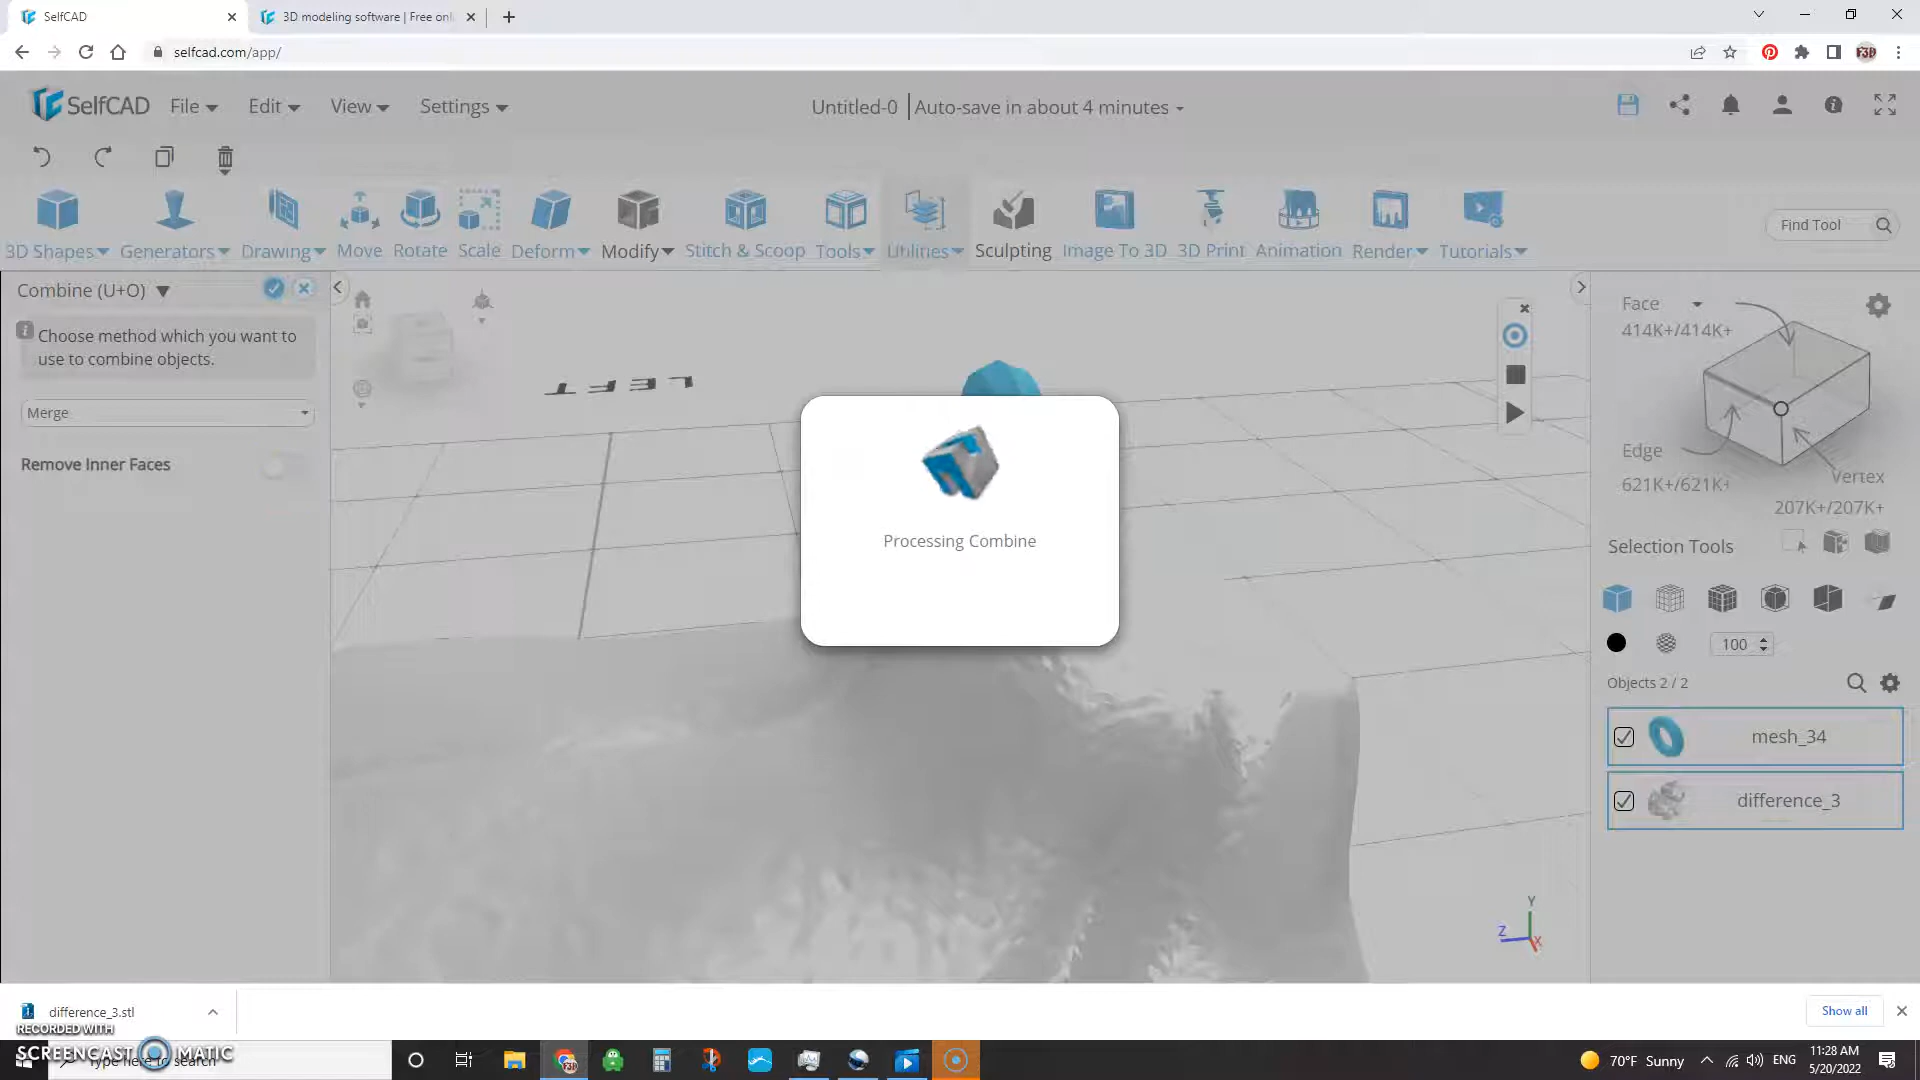 SelfCAD
3D modeling software | Free onl
selfcad.com/app/
SelfCAD File Edit View Settings
Untitled-0 Auto-save in about 4 minutes
3D Shapes Generators Drawing Move Rotate Scale Deform Modify Stitch & Scoop Tools Utilities Sculpting Image To 3D 3D Print Animation Render Tutorials
Find Tool
Combine (U+O)
Choose method which you want to
use to combine objects.
Merge
Remove Inner Faces
LEFT
Processing Combine
Face
414K+/414K+
Edge
621K+/621K+
Vertex
207K+/207K+
Selection Tools
100
Objects 2 / 2
mesh_34
difference_3
Y
Z
X
difference_3.stl
Show all
RECORDED WITH
SCREENCAST MATIC
Type here to search
70°F Sunny
ENG
11:28 AM
5/20/2022